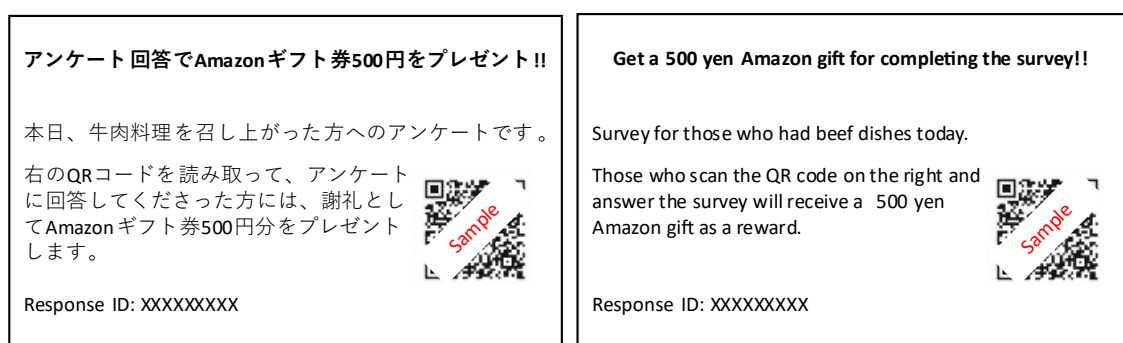 アンケート回答でAmazonギフト券500円をプレゼント!!
本日、牛肉料理を召し上がった方へのアンケートです。
右のQRコードを読み取って、アンケート
に回答してくださった方には、謝礼とし
てAmazonギフト券500円分をプレゼント
します。
Sample
Response ID: XXXXXXXXX
Get a 500 yen Amazon gift for completing the survey!!
Survey for those who had beef dishes today.
Those who scan the QR code on the right and
answer the survey will receive a 500 yen
Amazon gift as a reward.
Sample
Response ID: XXXXXXXXX